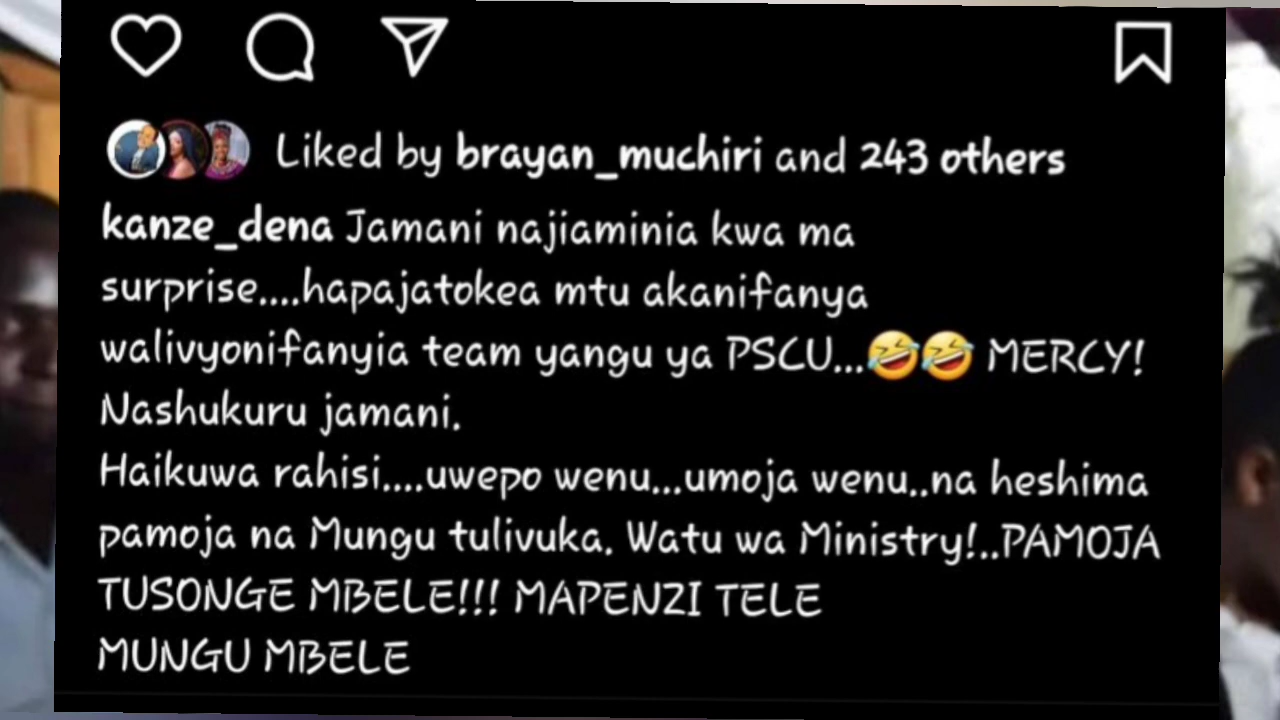 Liked by brayan_muchiri and 243 others
kanze_dena Jamani najiaminia kwa ma
surprise....hapajatokea mtu akanifanya
walivyonifanyia team yangu ya PSCU...🤣🤣 MERCY!
Nashukuru jamani.
Haikuwa rahisi....uwepo wenu...umoja wenu..na heshima
pamoja na Mungu tulivuka. Watu wa Ministry!..PAMOJA
TUSONGE MBELE!!! MAPENZI TELE
MUNGU MBELE